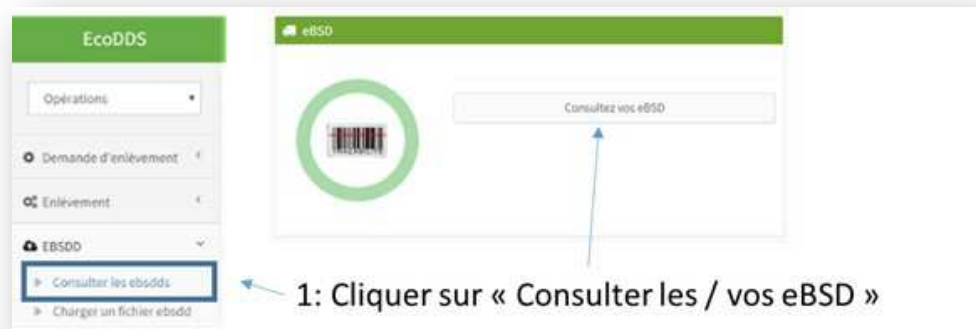 EcoDDS
Opérations
Demande d'enlèvement
Enlèvement
EBSDD
Consulter les ebsdds
Charger un fichier ebsdd
eBSD
Consultez vos eBSD
1: Cliquer sur « Consulter les / vos eBSD »